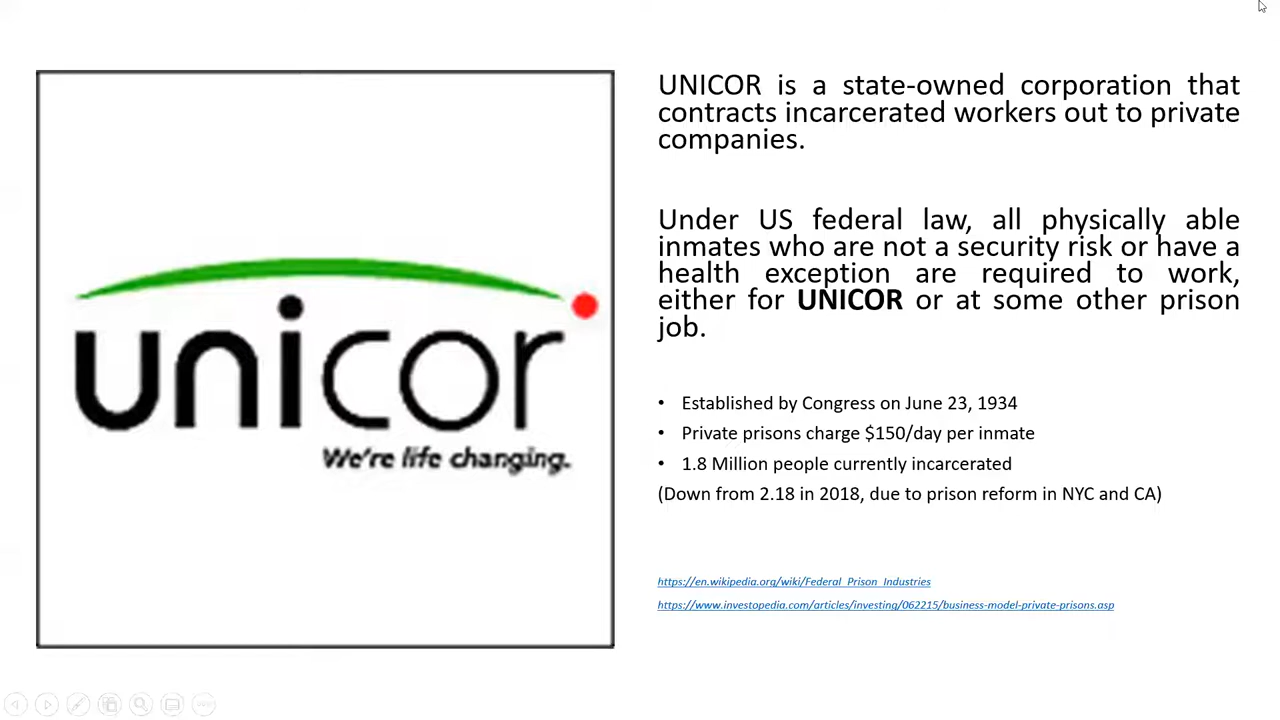 unicor
We're life changing.
UNICOR is a state-owned corporation that
contracts incarcerated workers out to private
companies.
Under US federal law, all physically able
inmates who are not a security risk or have a
health exception are required to work,
either for UNICOR or at some other prison
job.
• Established by Congress on June 23, 1934
• Private prisons charge $150/day per inmate
• 1.8 Million people currently incarcerated
(Down from 2.18 in 2018, due to prison reform in NYC and CA)
https://en.wikipedia.org/wiki/Federal_Prison_Industries
https://www.investopedia.com/articles/investing/062215/business-model-private-prisons.asp